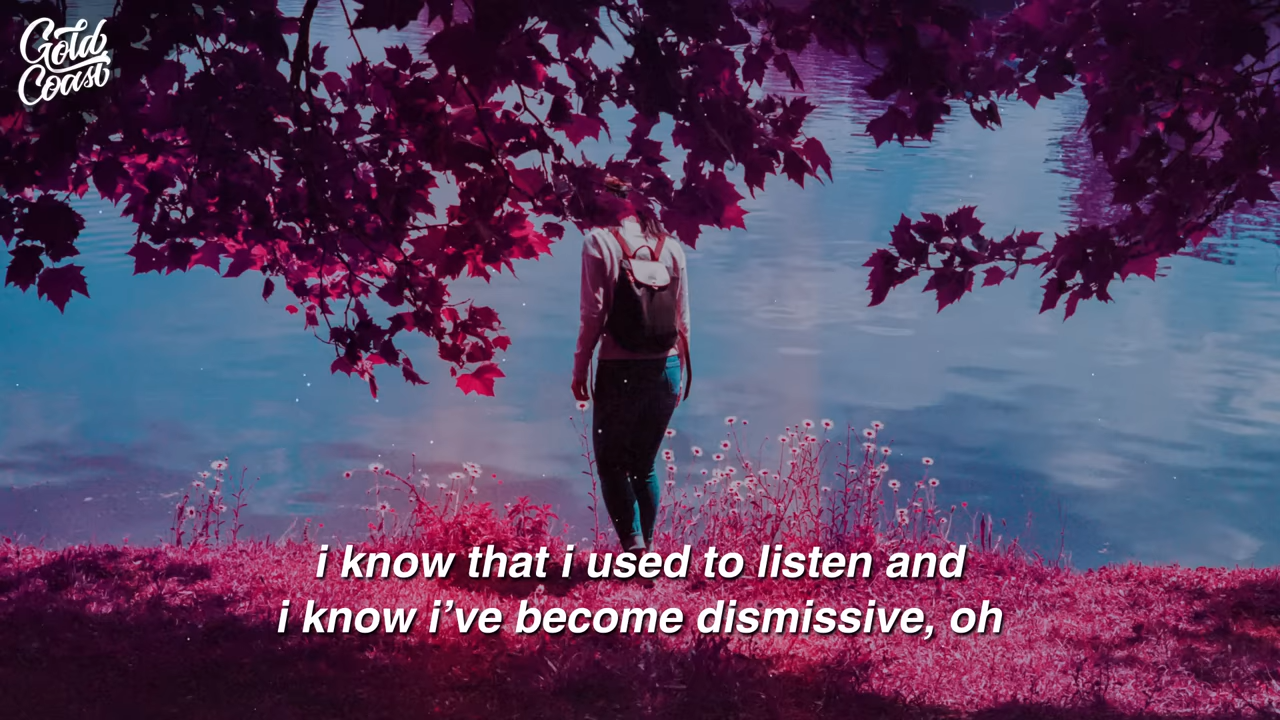 Gold
Coast
i know that i used to listen and
i know i've become dismissive, oh